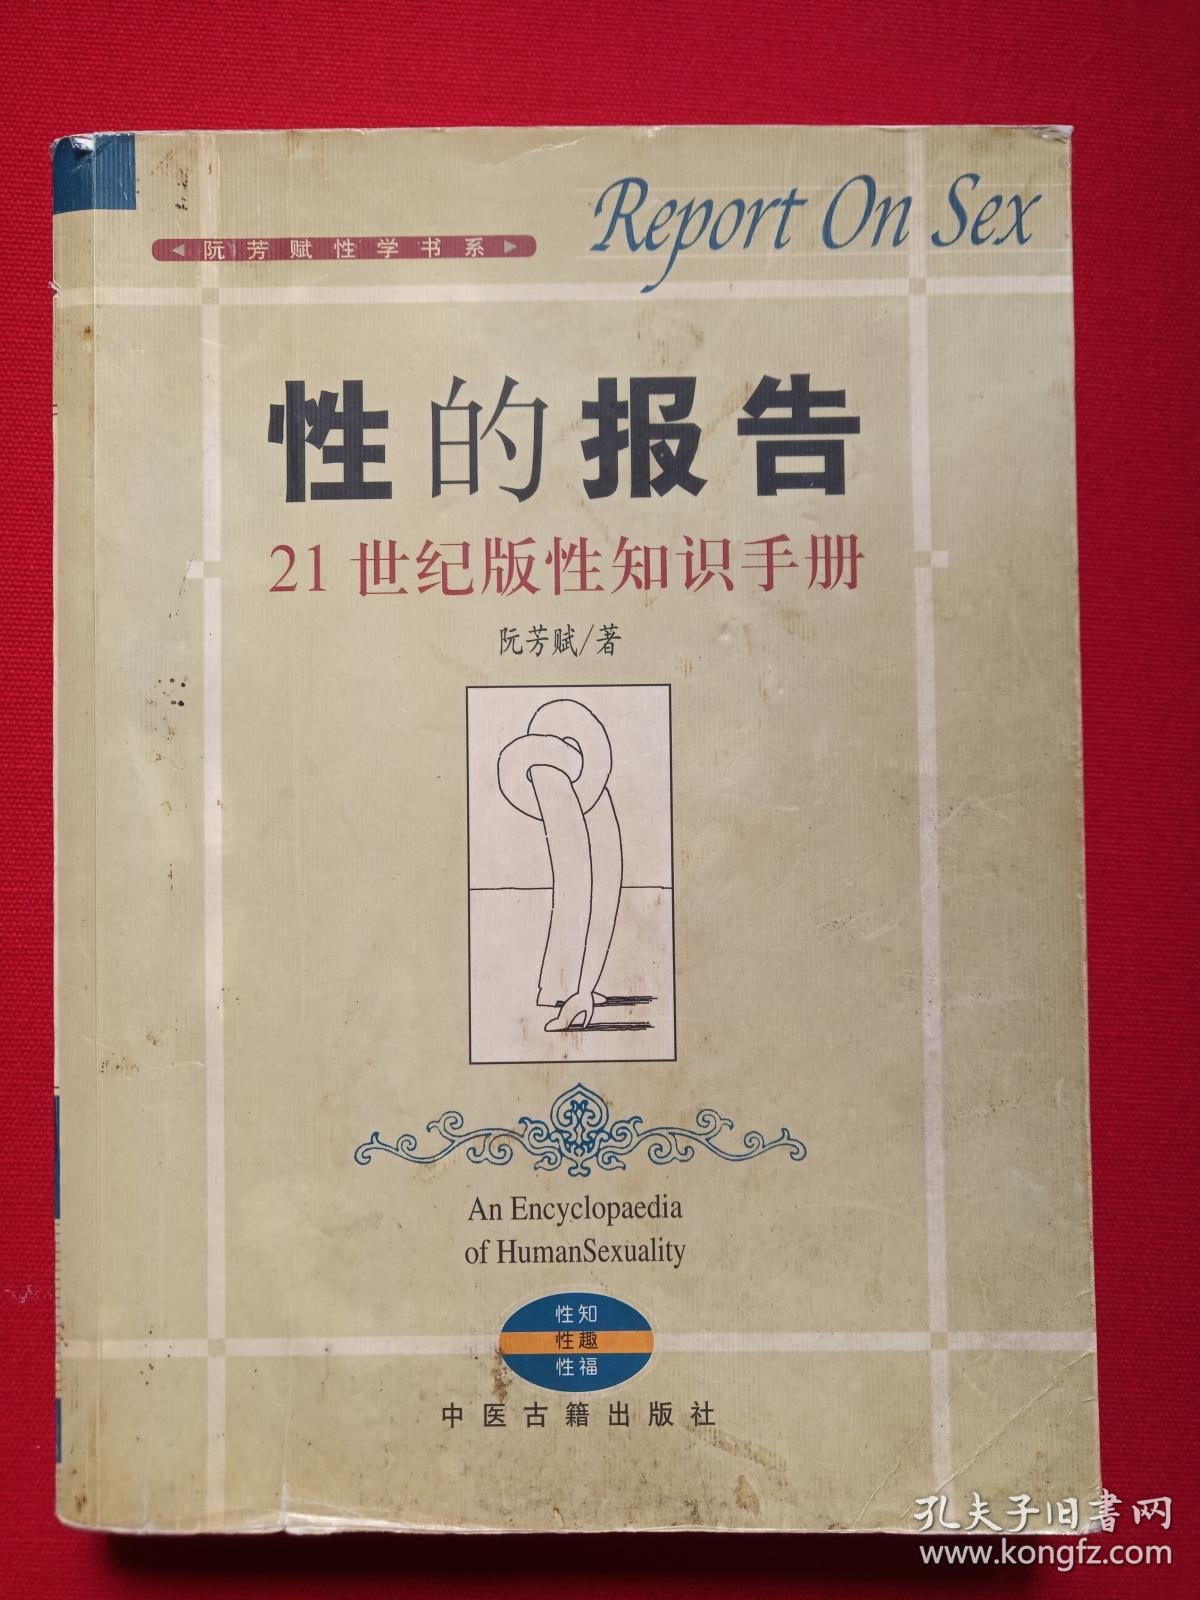 Report On Sex
阮芳赋性学书系
性的报告
21世纪版性知识手册
阮芳赋/著
An Encyclopaedia
of HumanSexuality
性知
性趣
性福
中医古籍出版社
孔夫子旧書网
www.kongfz.com